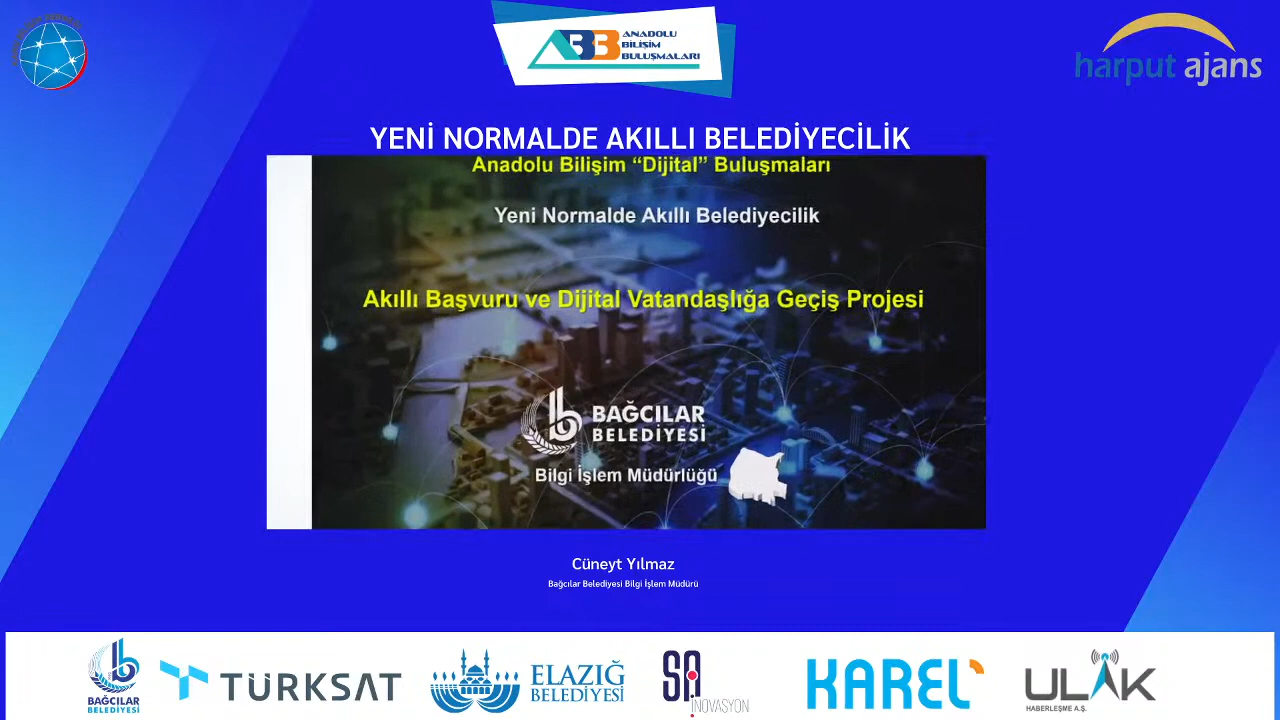 ABB
ANADOLU
BİLİŞİM
BULUŞMALARI
harput ajans
YENİ NORMALDE AKILLI BELEDİYECİLİK
Anadolu Bilişim “Dijital” Buluşmaları
Yeni Normalde Akıllı Belediyecilik
Akıllı Başvuru ve Dijital Vatandaşlığa Geçiş Projesi
BAĞCILAR
BELEDİYESİ
Bilgi İşlem Müdürlüğü
Cüneyt Yılmaz
Bağcılar Belediyesi Bilgi İşlem Müdürü
BAĞCILAR
BELEDİYESİ
TÜRKSAT
ELAZIĞ
BELEDİYESİ
SA
İNOVASYON
KAREL
ULAK
HABERLEŞME A.Ş.